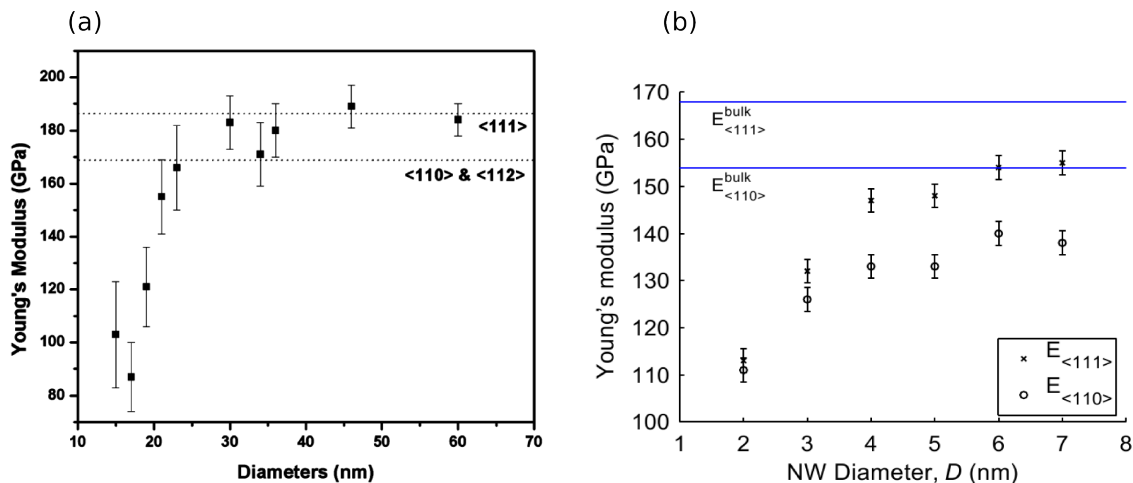 (a)
(b)
Young's Modulus (GPa)
200
180
160
140
120
100
80
<111>
<110> & <112>
10
20
30
40
50
60
70
Diameters (nm)
Young's modulus (GPa)
170
160
150
140
130
120
110
100
E<111>bulk
E<110>bulk
E<111>
E<110>
1
2
3
4
5
6
7
8
NW Diameter, D (nm)